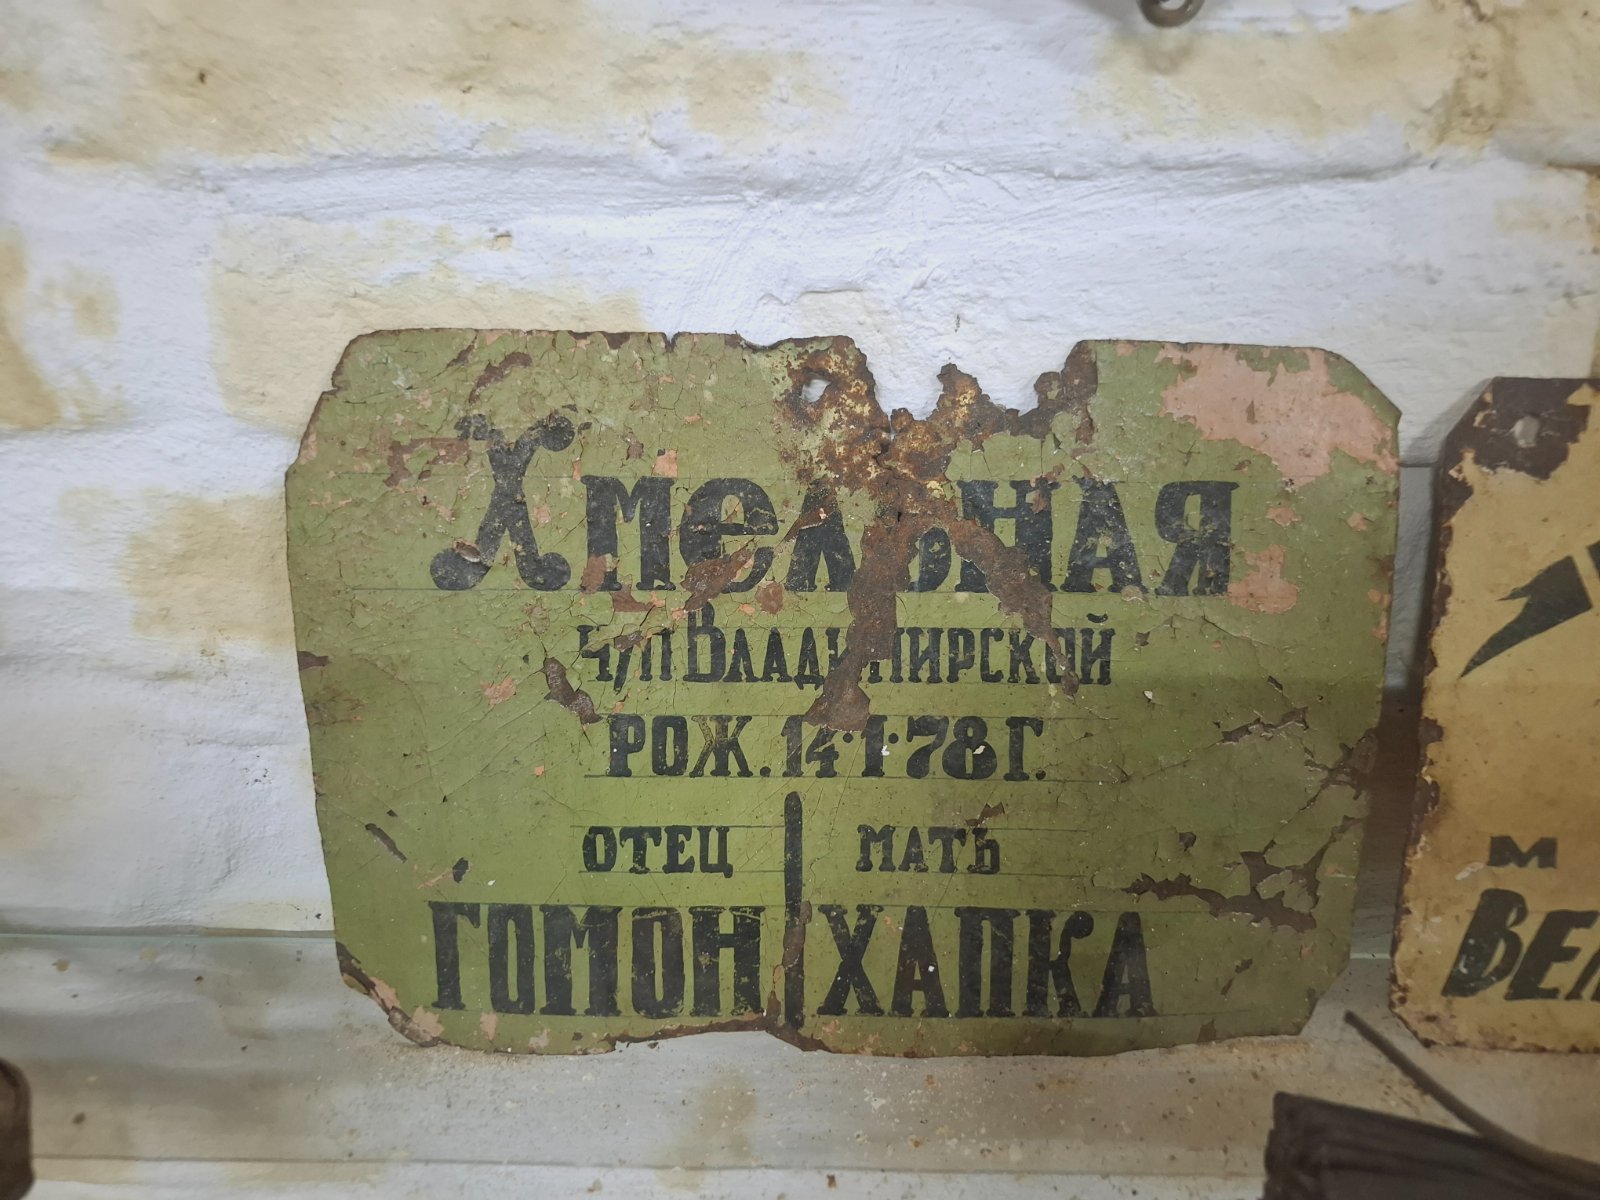 Хмельная
Ч/П Владимирской
РОЖ. 14·1·78 Г.
ОТЕЦ МАТЬ
ГОМОН ХАПКА
М